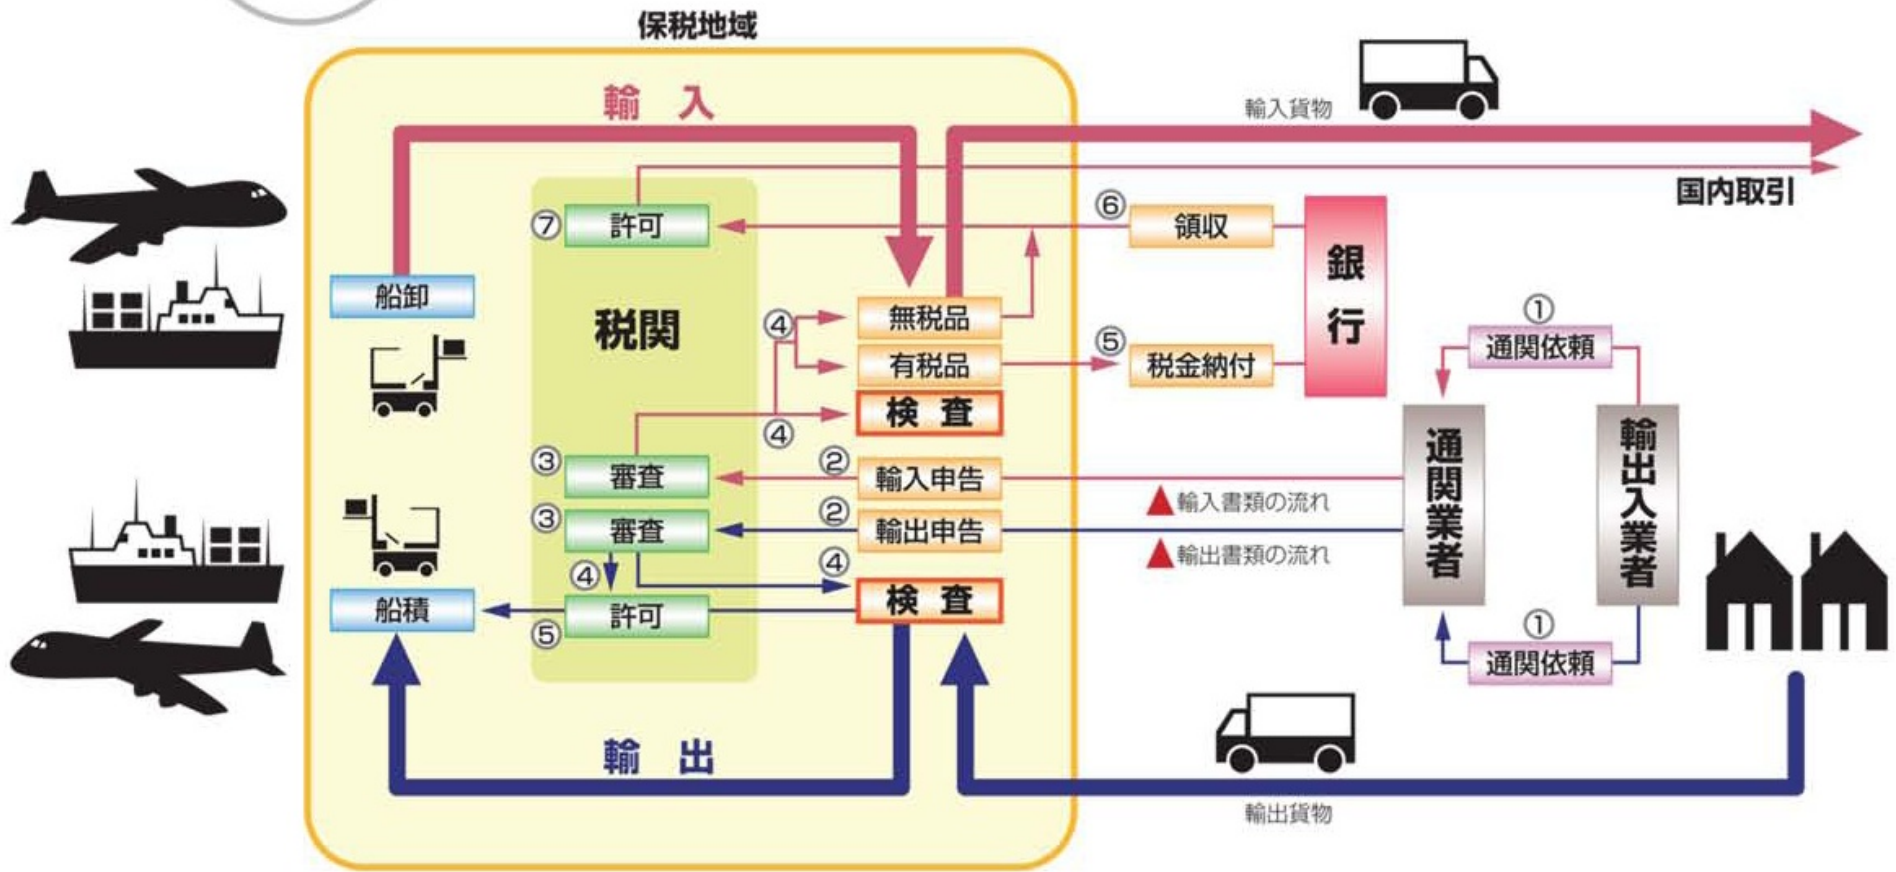 保税地域
輸 入
輸入貨物
国内取引
⑦ 許可
⑥ 領収
銀行
船卸
税関
④ 無税品
有税品
⑤ 税金納付
① 通関依頼
検 査
④
通関業者
輸出入業者
③ 審査
② 輸入申告
▲輸入書類の流れ
③ 審査
② 輸出申告
▲輸出書類の流れ
④
④ 検 査
船積
許可
⑤
① 通関依頼
輸 出
輸出貨物